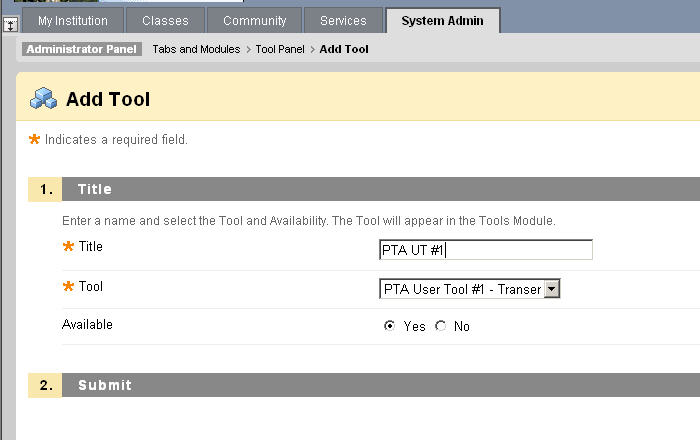 My Institution Classes Community Services System Admin
Administrator Panel Tabs and Modules > Tool Panel > Add Tool
Add Tool
* Indicates a required field.
1. Title
Enter a name and select the Tool and Availability. The Tool will appear in the Tools Module.
* Title PTA UT #1
* Tool PTA User Tool #1 - Transer
Available Yes No
2. Submit